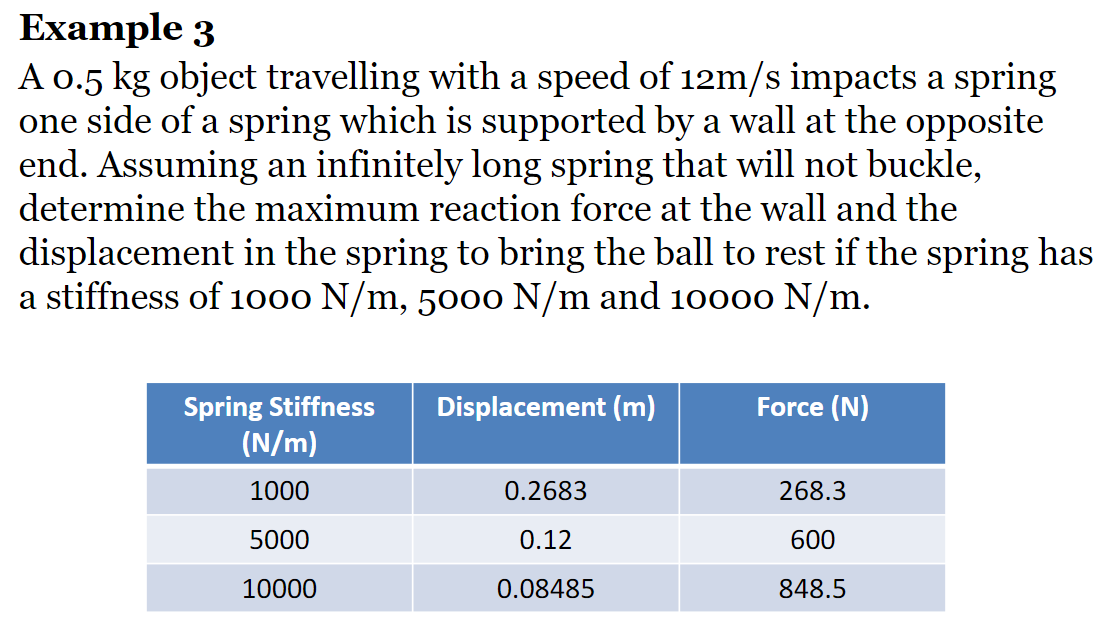 Example 3
A 0.5 kg object travelling with a speed of 12m/s impacts a spring
one side of a spring which is supported by a wall at the opposite
end. Assuming an infinitely long spring that will not buckle,
determine the maximum reaction force at the wall and the
displacement in the spring to bring the ball to rest if the spring has
a stiffness of 1000 N/m, 5000 N/m and 10000 N/m.
Spring Stiffness (N/m) Displacement (m) Force (N)
1000 0.2683 268.3
5000 0.12 600
10000 0.08485 848.5